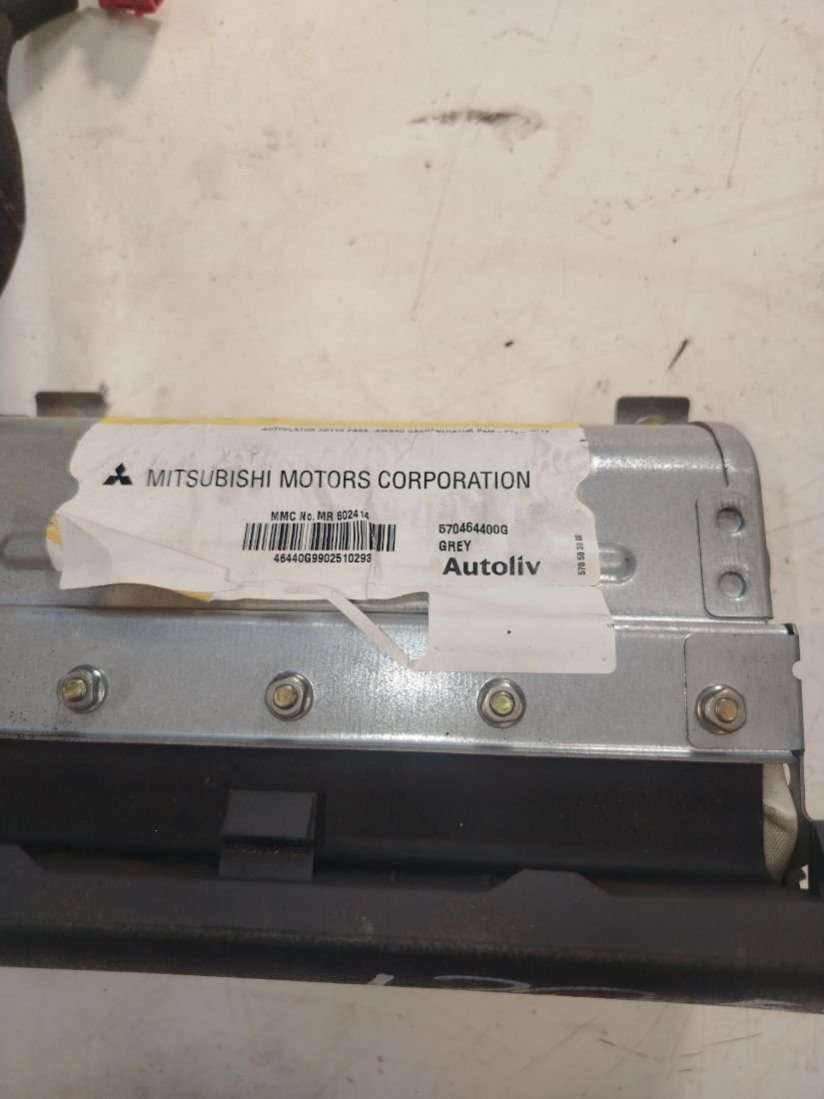 MITSUBISHI MOTORS CORPORATION
MMC No. MR 602414
46440G9902510293
570464400G
GREY
Autoliv